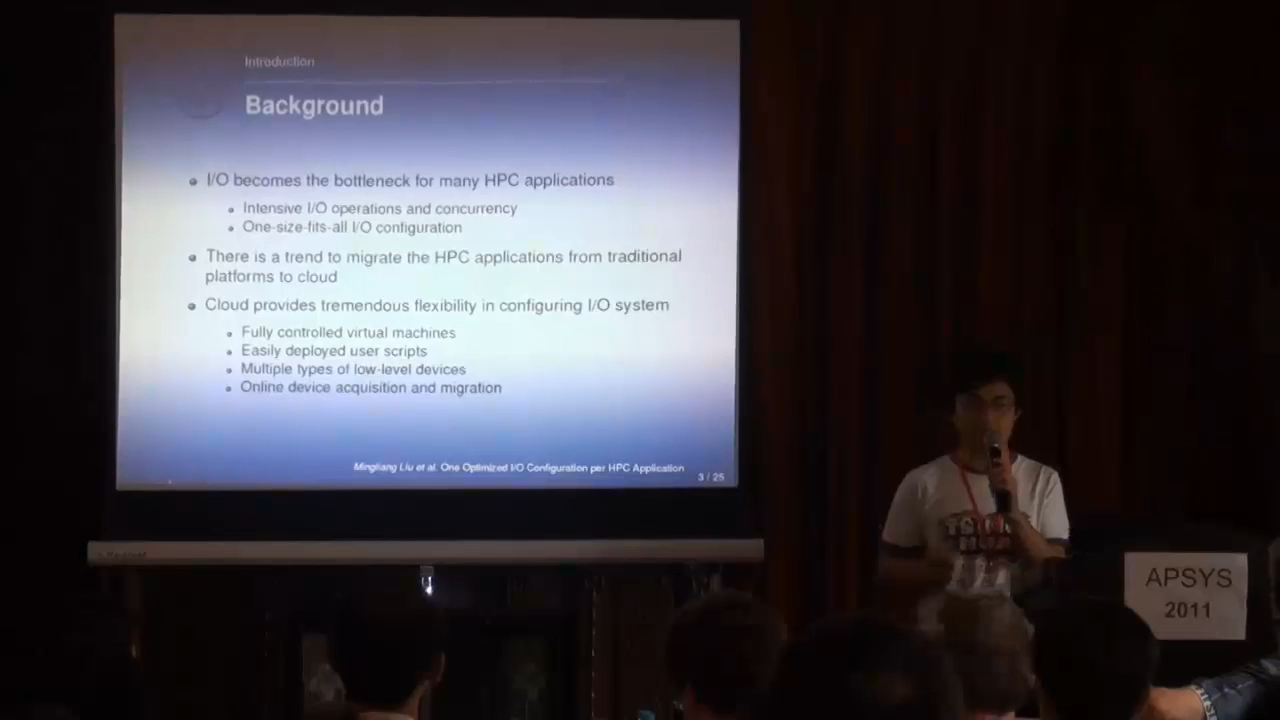 Introduction
Background
I/O becomes the bottleneck for many HPC applications
Intensive I/O operations and concurrency
One-size-fits-all I/O configuration
There is a trend to migrate the HPC applications from traditional
platforms to cloud
Cloud provides tremendous flexibility in configuring I/O system
Fully controlled virtual machines
Easily deployed user scripts
Multiple types of low-level devices
Online device acquisition and migration
Mingliang Liu et al. One Optimized I/O Configuration per HPC Application
3 / 25
APSYS
2011